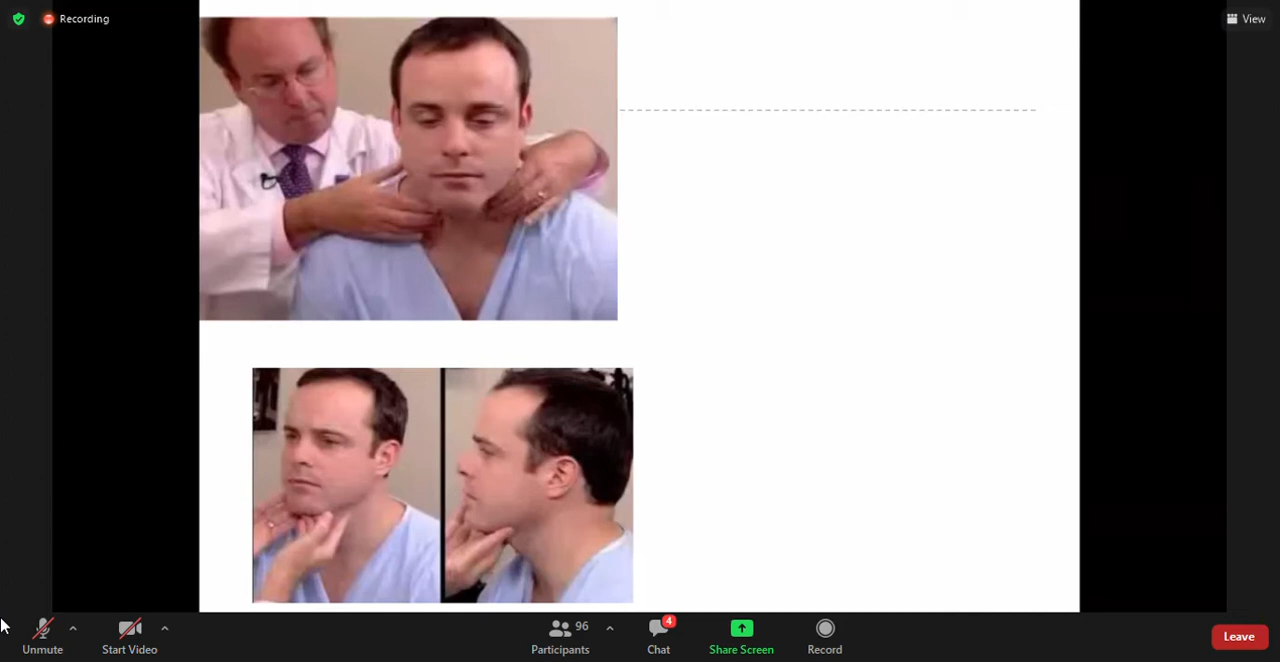 Recording
View
Unmute
Start Video
96
Participants
4
Chat
Share Screen
Record
Leave